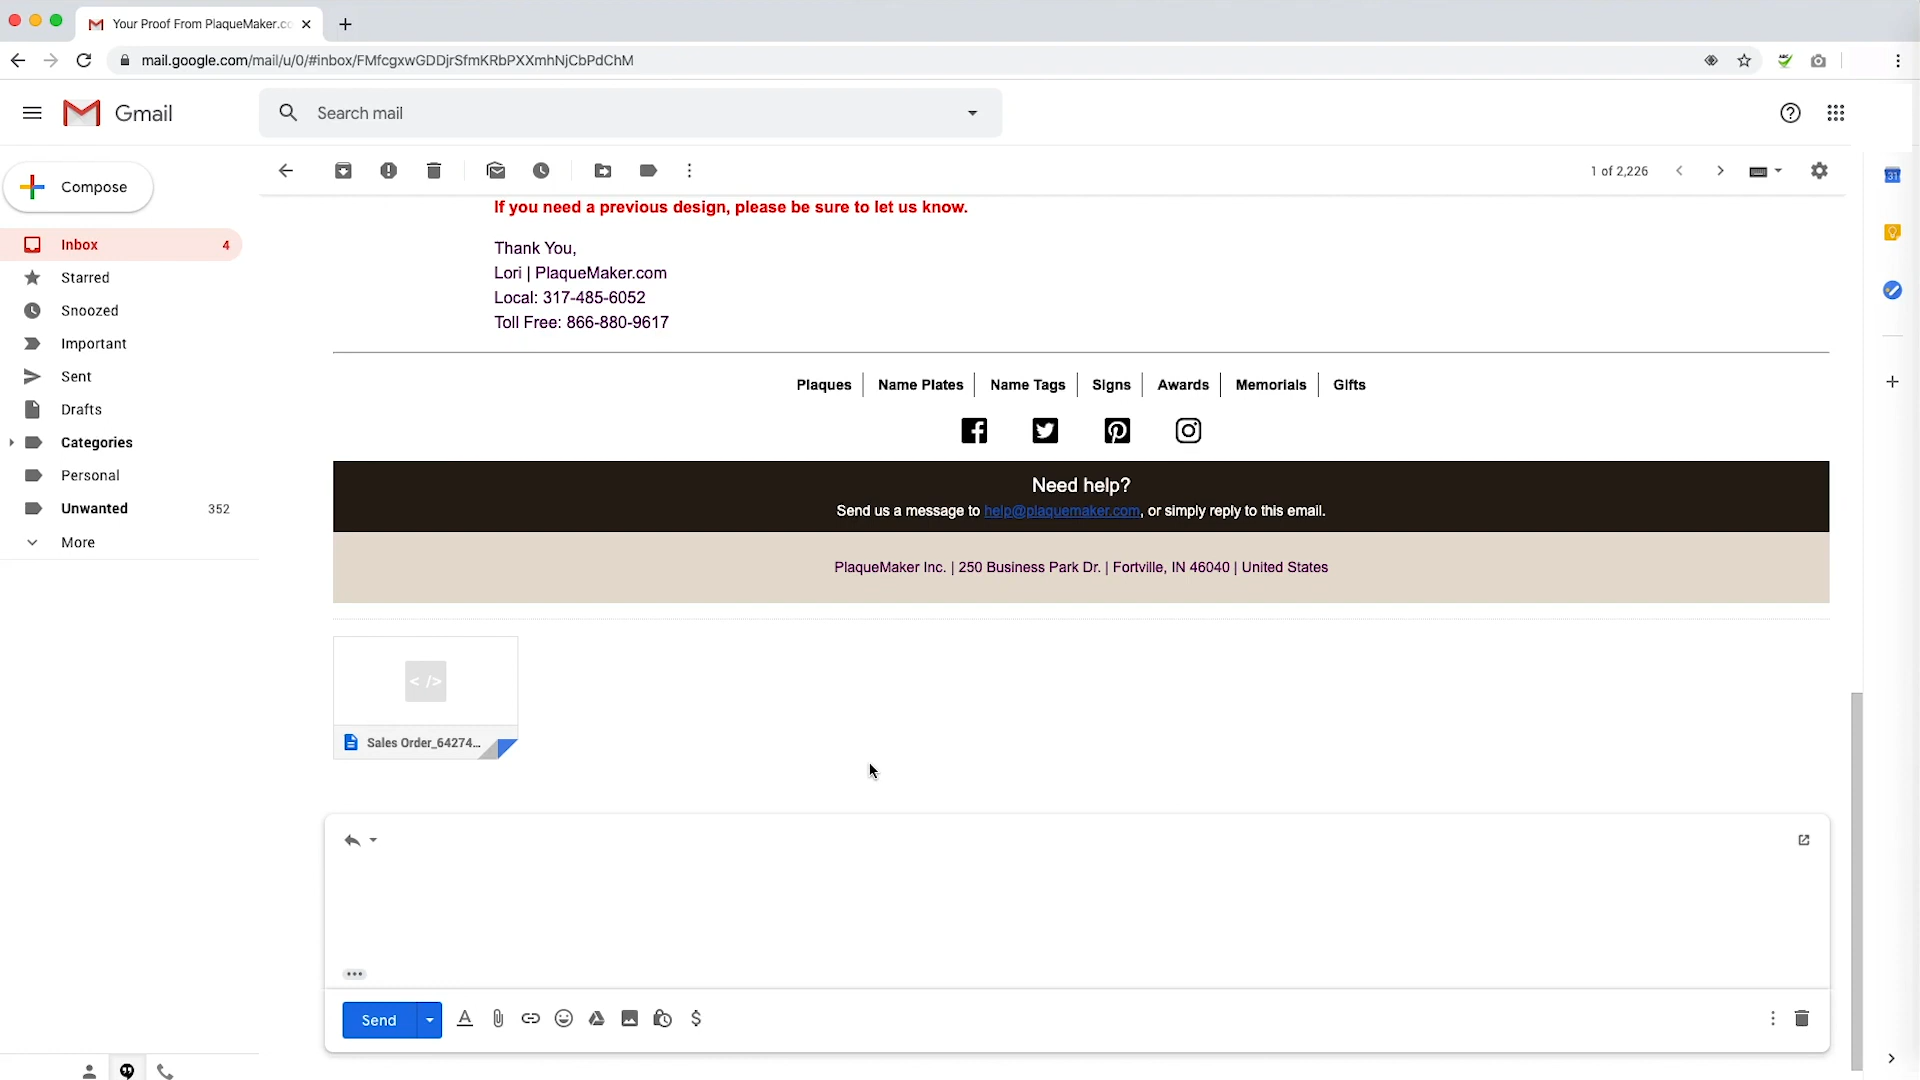 Your Proof From PlaqueMaker.co
mail.google.com/mail/u/0/#inbox/FMfcgxwGDDjrSfmKRbPXXmhNjCbPdChM
Gmail
Search mail
1 of 2,226
31
Compose
Inbox 4
Starred
Snoozed
Important
Sent
Drafts
Categories
Personal
Unwanted 352
More
If you need a previous design, please be sure to let us know.
Thank You,
Lori | PlaqueMaker.com
Local: 317-485-6052
Toll Free: 866-880-9617
Plaques | Name Plates | Name Tags | Signs | Awards | Memorials | Gifts
Need help?
Send us a message to help@plaquemaker.com, or simply reply to this email.
PlaqueMaker Inc. | 250 Business Park Dr. | Fortville, IN 46040 | United States
< />
Sales Order_64274...
Send